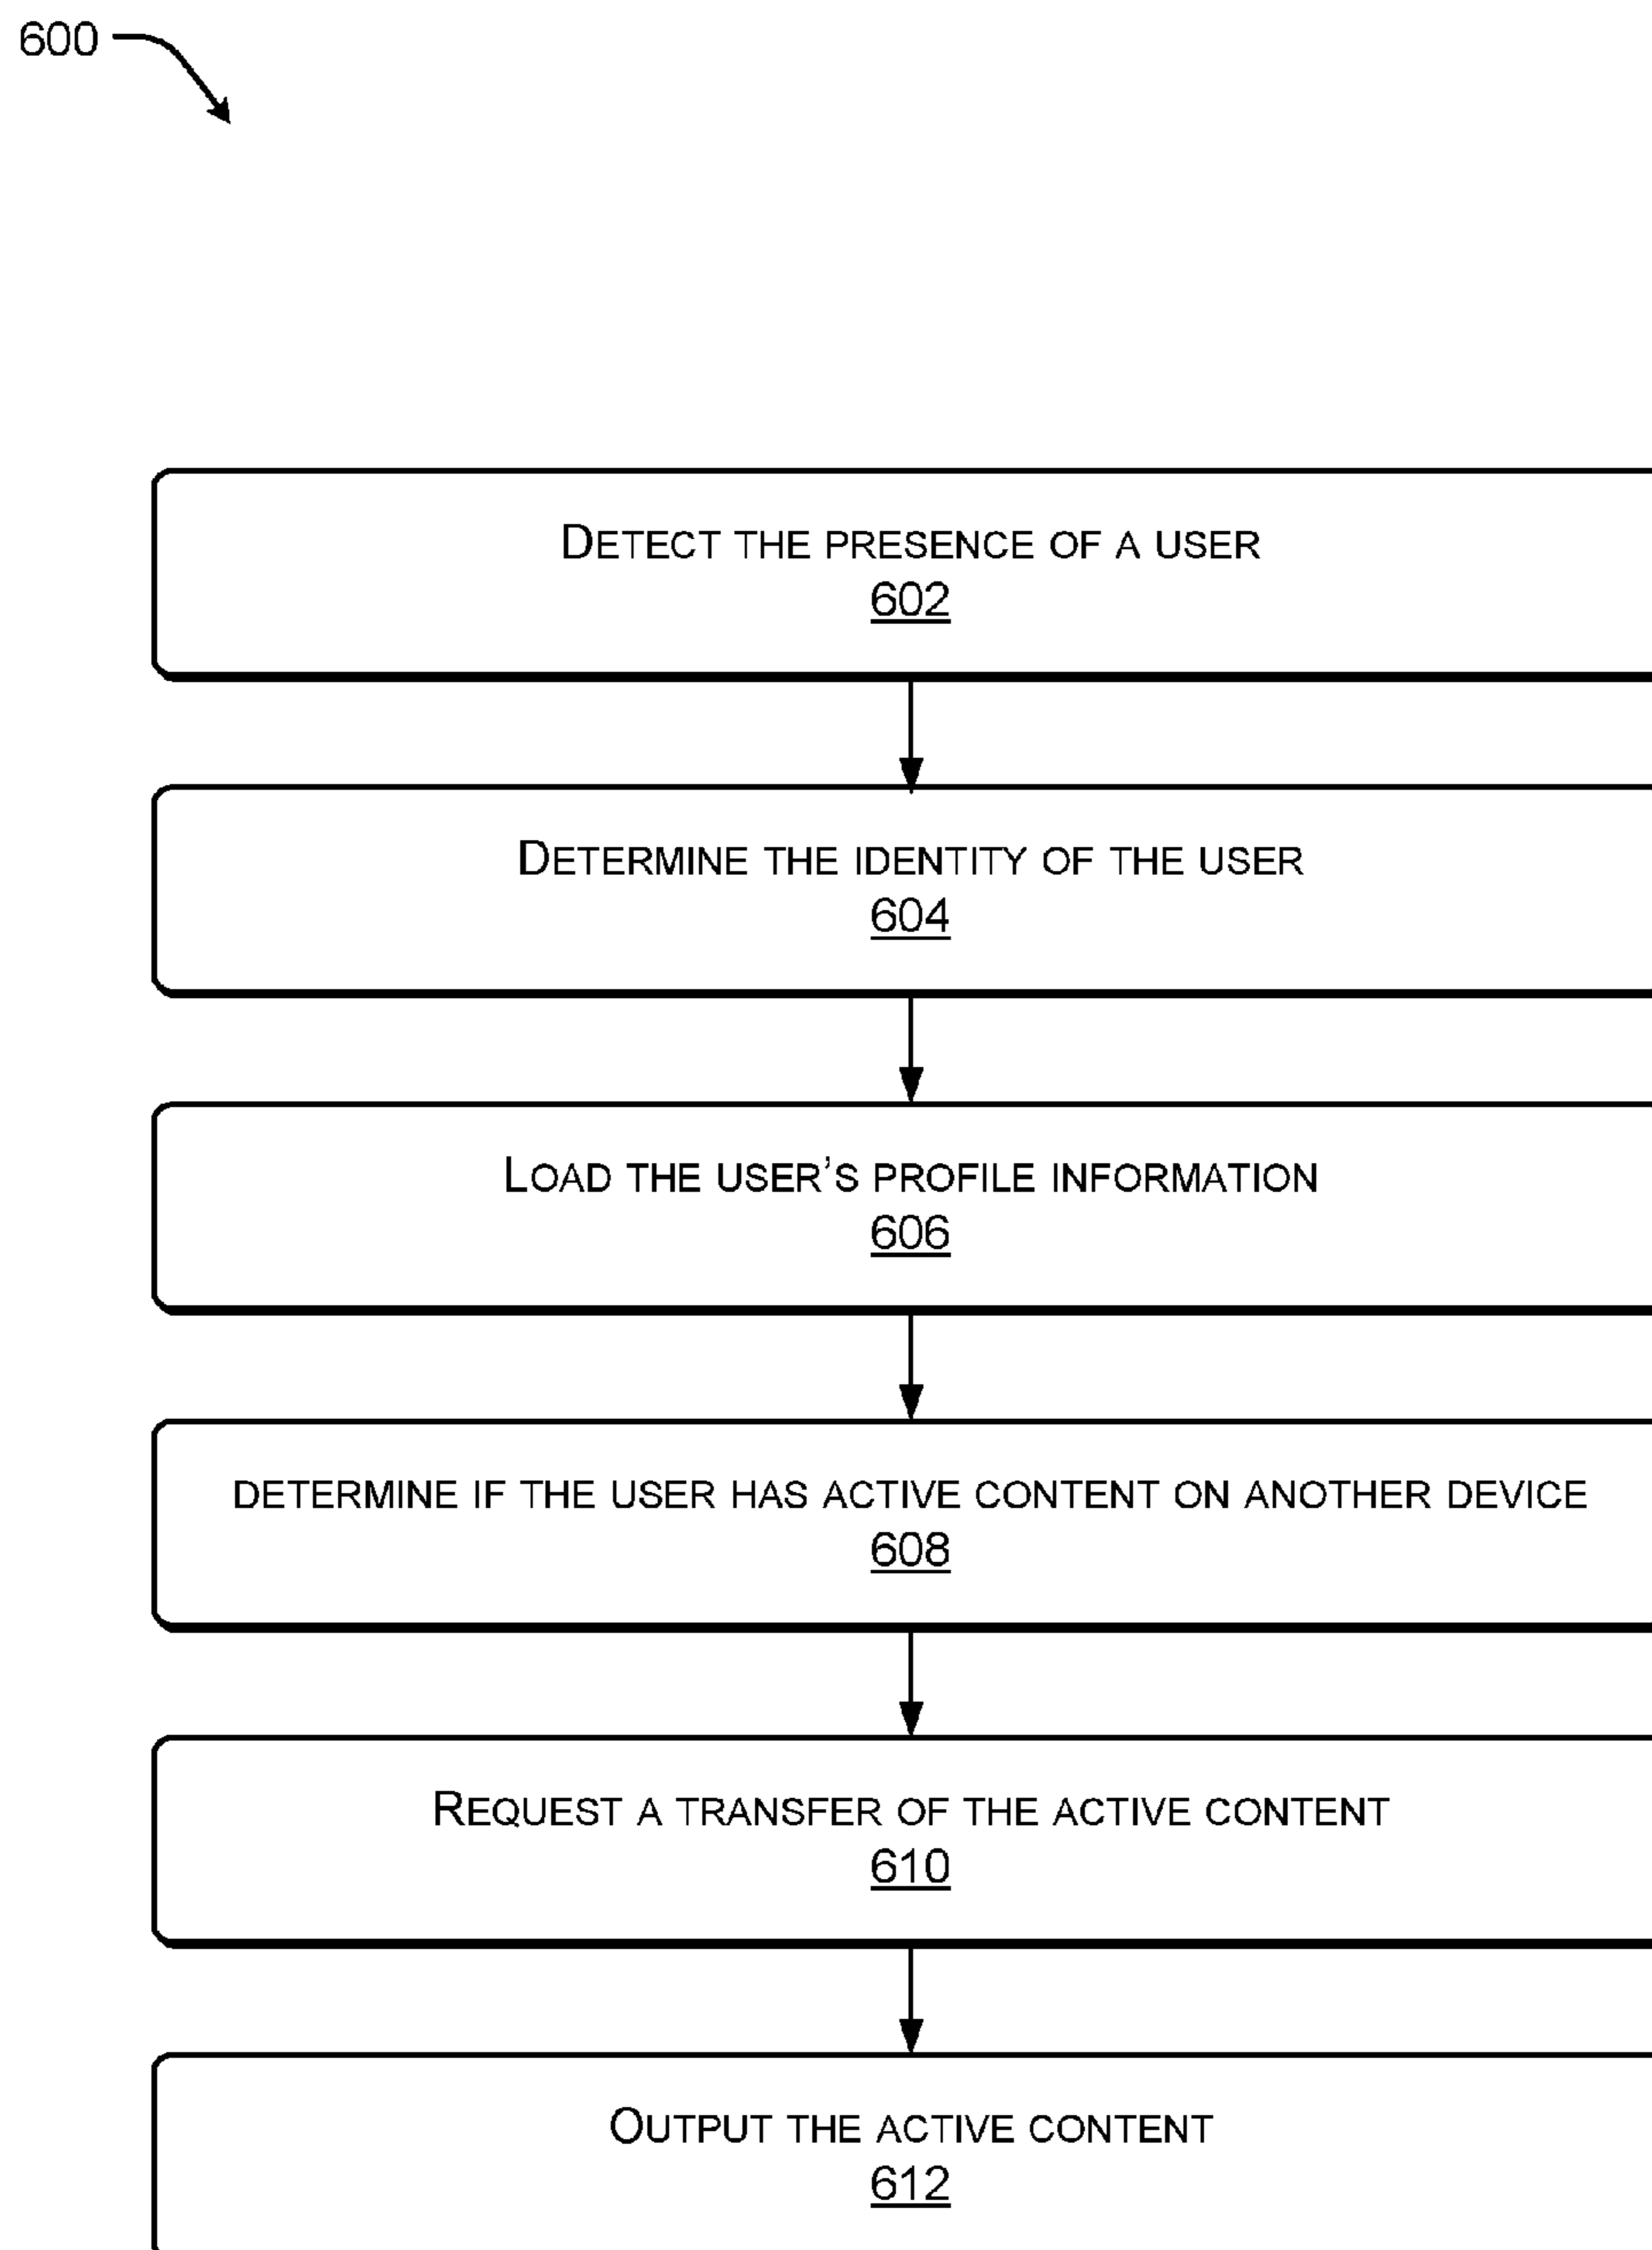 600
DETECT THE PRESENCE OF A USER
602
DETERMINE THE IDENTITY OF THE USER
604
LOAD THE USER'S PROFILE INFORMATION
606
DETERMINE IF THE USER HAS ACTIVE CONTENT ON ANOTHER DEVICE
608
REQUEST A TRANSFER OF THE ACTIVE CONTENT
610
OUTPUT THE ACTIVE CONTENT
612